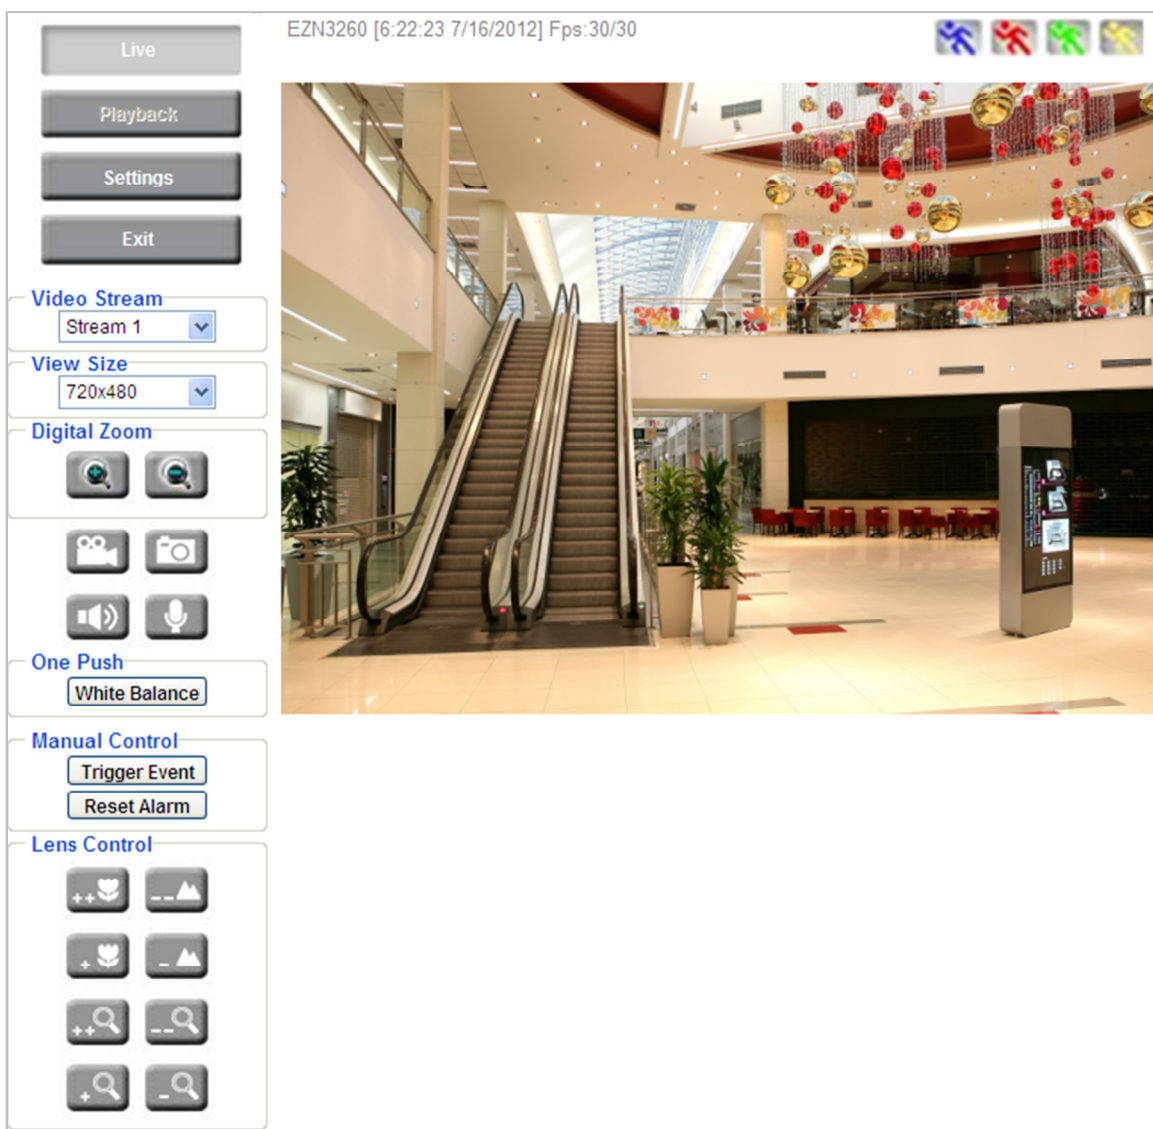 EZN3260 [6:22:23 7/16/2012] Fps:30/30
Live
Playback
Settings
Exit
Video Stream
Stream 1
View Size
720x480
Digital Zoom
One Push
White Balance
Manual Control
Trigger Event
Reset Alarm
Lens Control